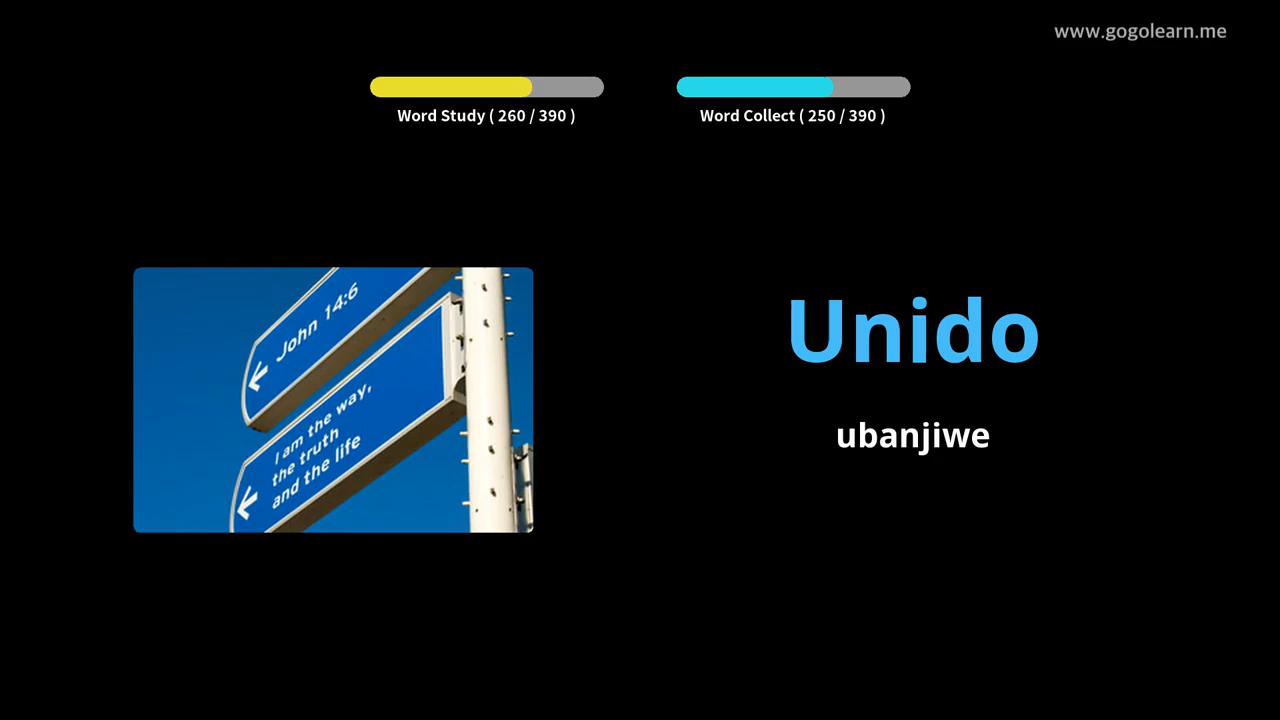 www.gogolearn.me
Word Study ( 260 / 390 )
Word Collect ( 250 / 390 )
John 14:6
I am the way,
the truth
and the life
Unido
ubanjiwe